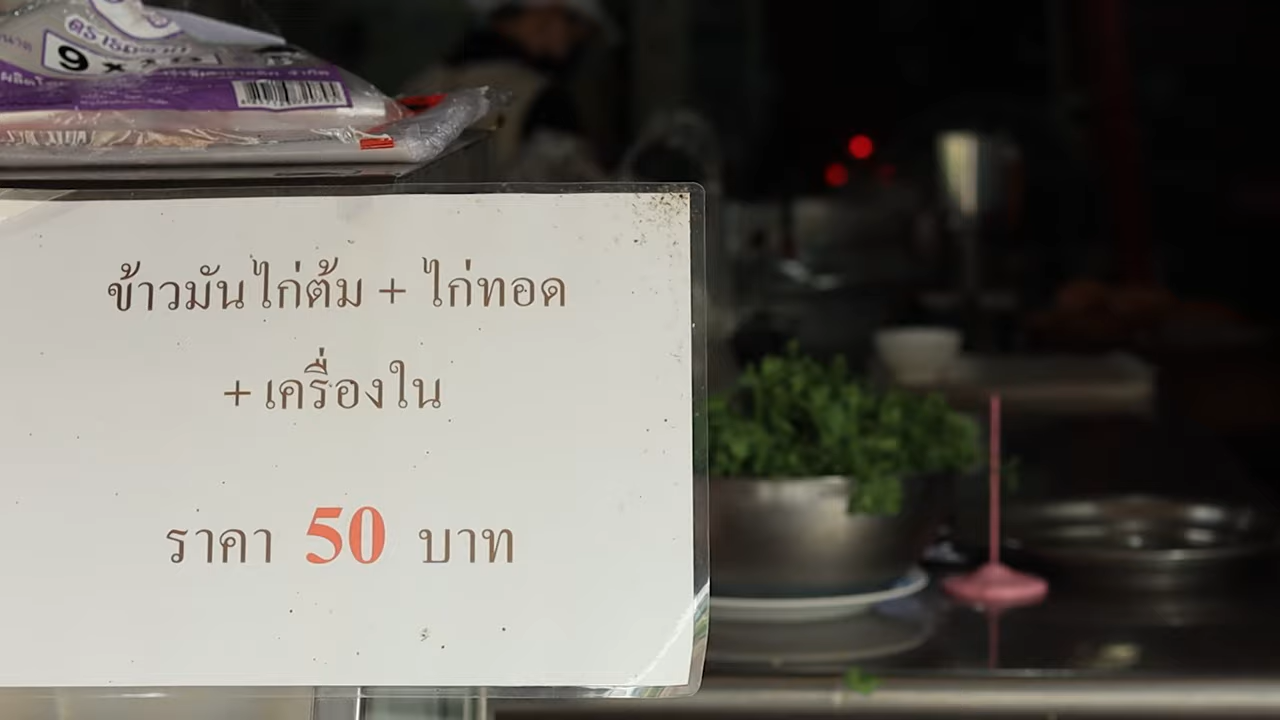 9 x
ข้าวมันไก่ต้ม + ไก่ทอด
+ เครื่องใน
ราคา 50 บาท